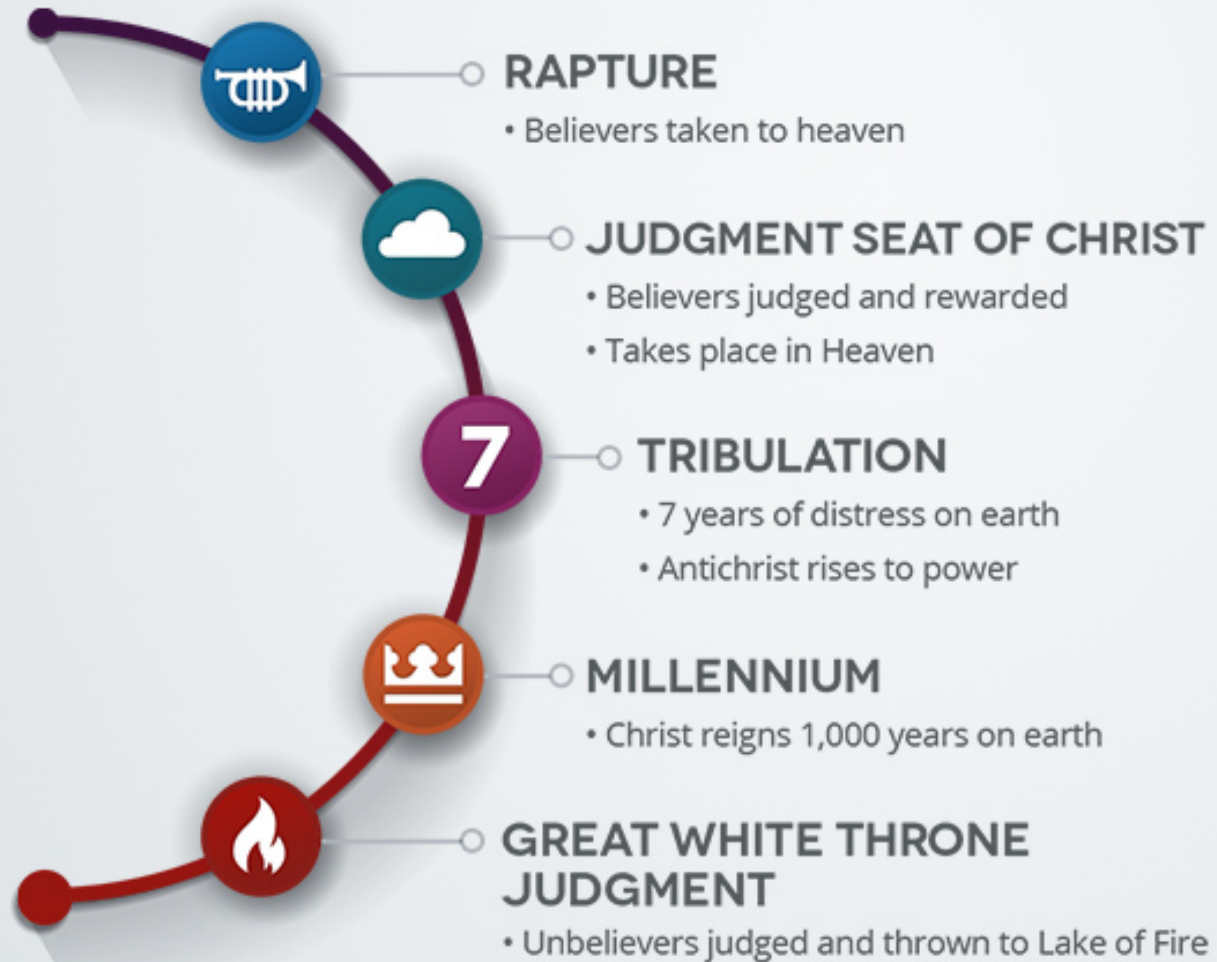 RAPTURE
• Believers taken to heaven
JUDGMENT SEAT OF CHRIST
• Believers judged and rewarded
• Takes place in Heaven
7
TRIBULATION
• 7 years of distress on earth
• Antichrist rises to power
MILLENNIUM
• Christ reigns 1,000 years on earth
GREAT WHITE THRONE
JUDGMENT
• Unbelievers judged and thrown to Lake of Fire